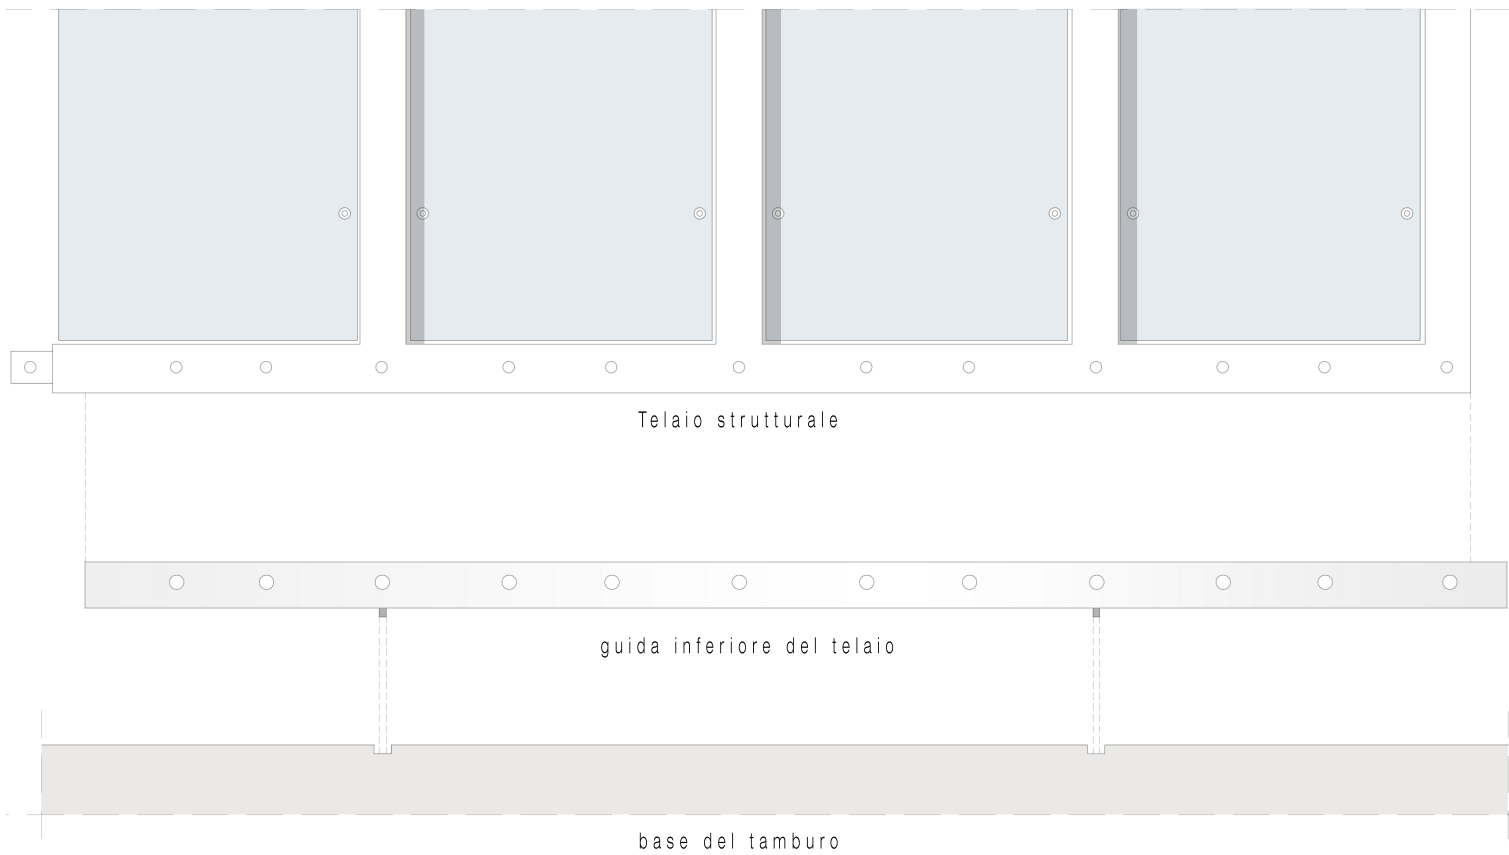 Telaio strutturale
guida inferiore del telaio
base del tamburo